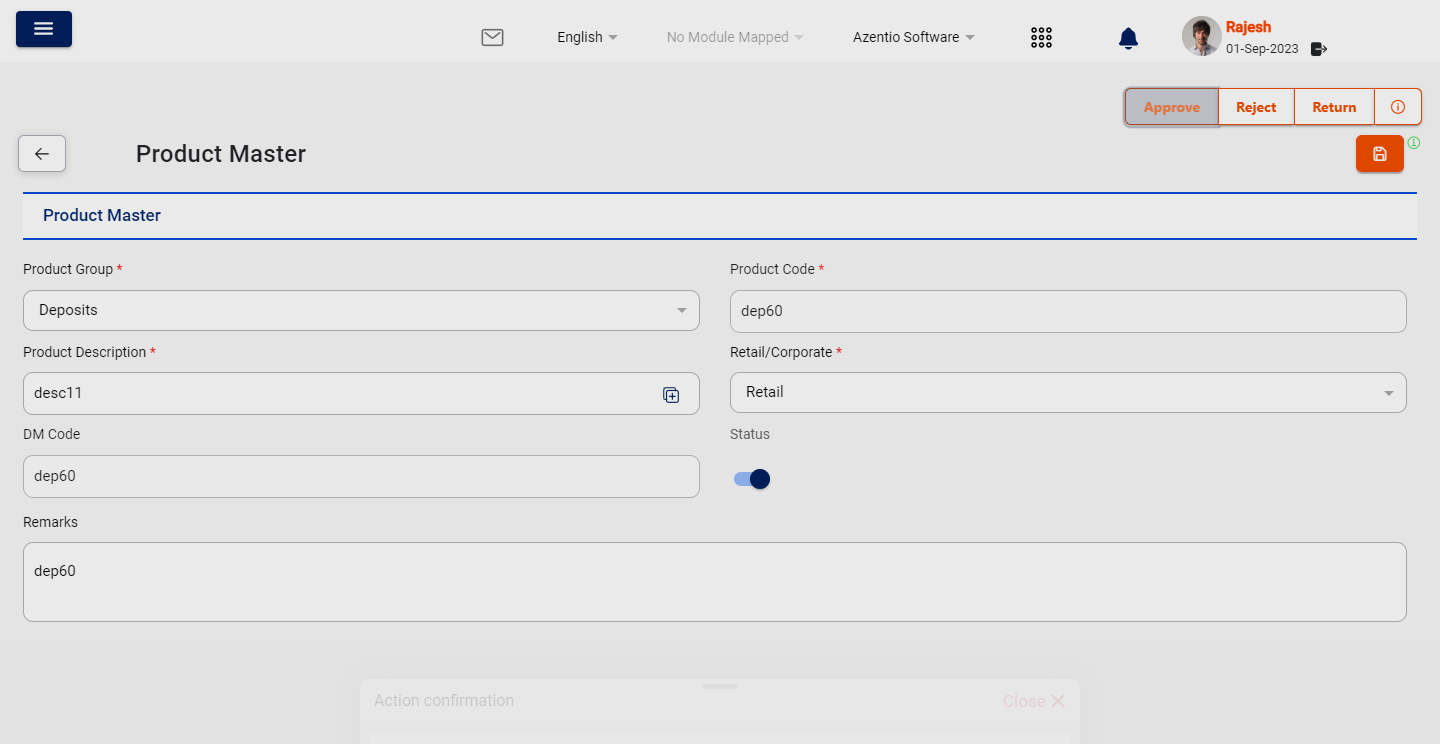 English
No Module Mapped
Azentio Software
Rajesh
01-Sep-2023
Approve
Reject
Return
Product Master
Product Master
Product Group *
Product Code *
Deposits
dep60
Product Description *
Retail/Corporate *
desc11
Retail
DM Code
Status
dep60
Remarks
dep60
Action confirmation
Close